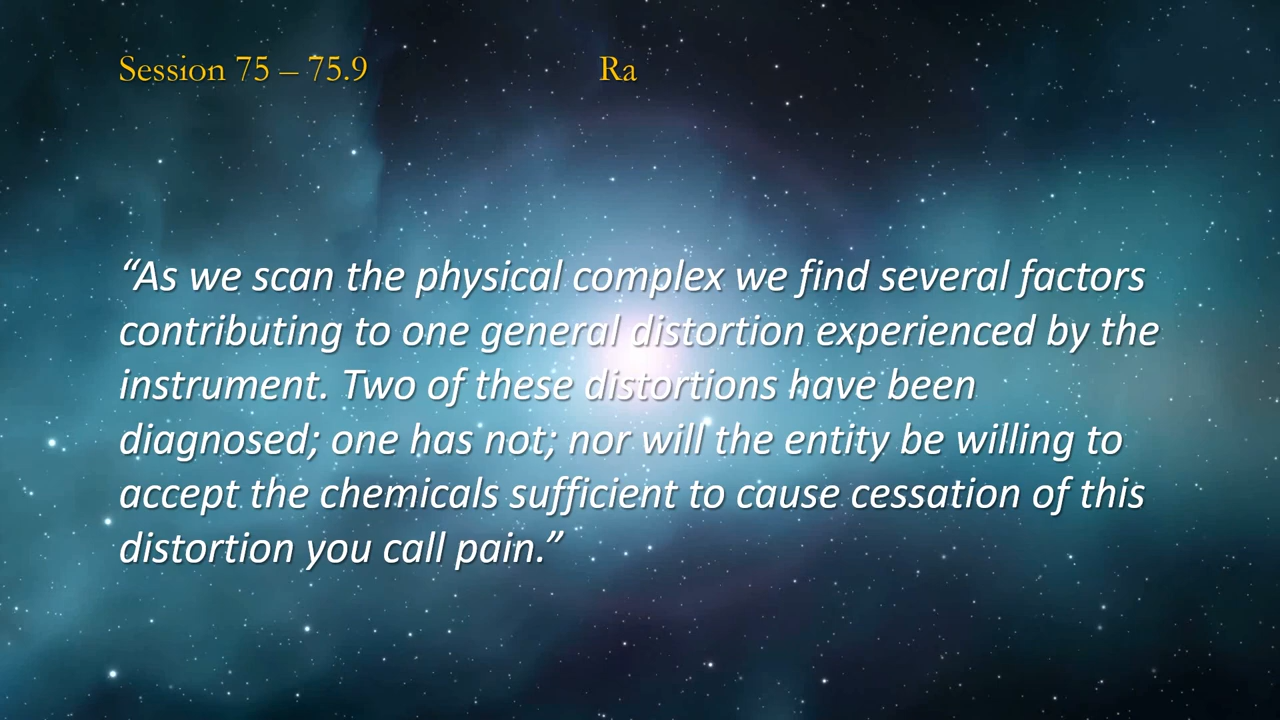 Session 75 – 75.9 Ra
“As we scan the physical complex we find several factors
contributing to one general distortion experienced by the
instrument. Two of these distortions have been
diagnosed; one has not; nor will the entity be willing to
accept the chemicals sufficient to cause cessation of this
distortion you call pain.”